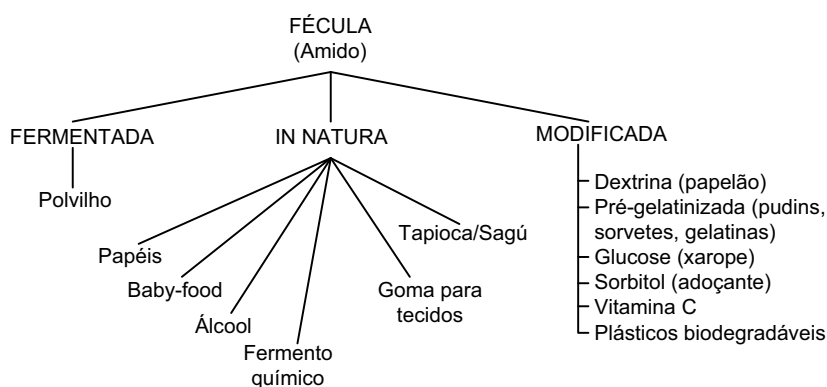 FÉCULA
(Amido)
FERMENTADA
IN NATURA
MODIFICADA
Polvilho
Papéis
Baby-food
Álcool
Fermento
químico
Goma para
tecidos
Tapioca/Sagú
Dextrina (papelão)
Pré-gelatinizada (pudins,
sorvetes, gelatinas)
Glucose (xarope)
Sorbitol (adoçante)
Vitamina C
Plásticos biodegradáveis